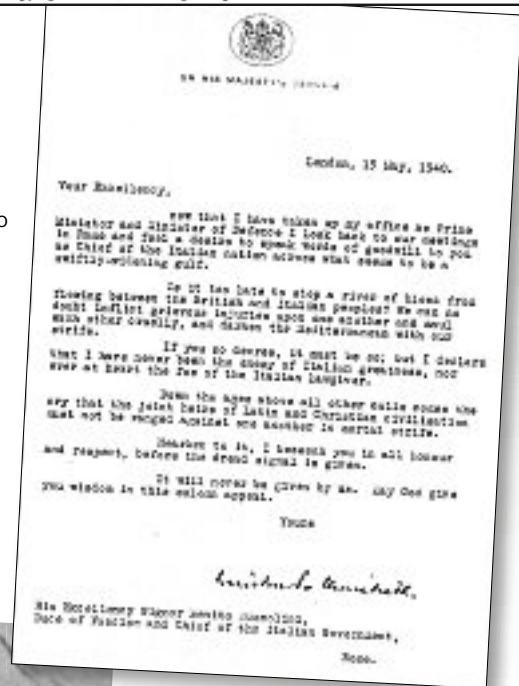 o
ON HIS MAJESTY'S SERVICE
London, 15 May, 1940.
Your Excellency,
Now that I have taken up my office as Prime
Minister and Minister of Defence I look back to our meetings
in Rome and feel a desire to speak words of goodwill to you
as Chief of the Italian nation across what seems to be a
swiftly-widening gulf.
Is it too late to stop a river of blood from
flowing between the British and Italian peoples? We can no
doubt inflict grievous injuries upon one another and maul
each other cruelly, and darken the Mediterranean with our
strife.
If you so decree, it must be so; but I declare
that I have never been the enemy of Italian greatness, nor
ever at heart the foe of the Italian lawgiver.
Down the ages above all other calls comes the
cry that the joint heirs of Latin and Christian civilisation
must not be ranged against one another in mortal strife.
Hearken to it, I beseech you in all honour
and respect, before the dread signal is given.
It will never be given by us. May God give
you wisdom in this solemn appeal.
Yours
His Excellency Signor Benito Mussolini,
Duce of Fascism and Chief of the Italian Government,
Rome.